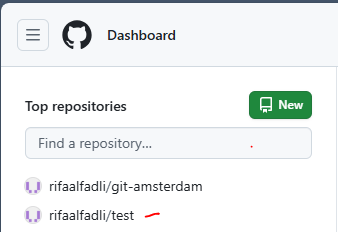 Dashboard
Top repositories
New
Find a repository...
rifaalfadli/git-amsterdam
rifaalfadli/test